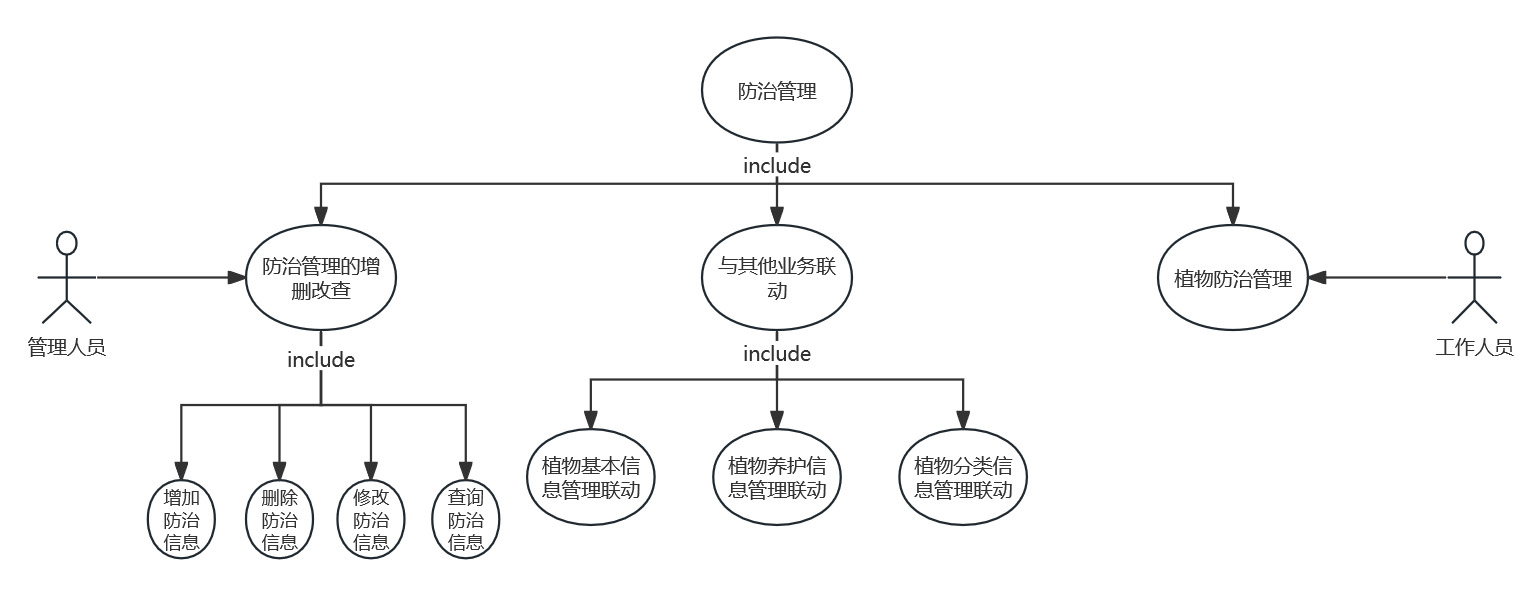 防治管理
include
防治管理的增
删改查
与其他业务联
动
植物防治管理
管理人员
工作人员
include
include
增加
防治
信息
删除
防治
信息
修改
防治
信息
查询
防治
信息
植物基本信
息管理联动
植物养护信
息管理联动
植物分类信
息管理联动